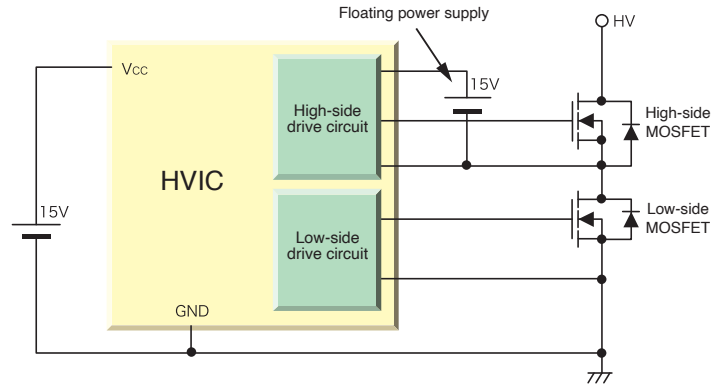 Floating power supply
HV
Vcc
15V
High-side
drive circuit
High-side
MOSFET
HVIC
15V
Low-side
drive circuit
Low-side
MOSFET
GND